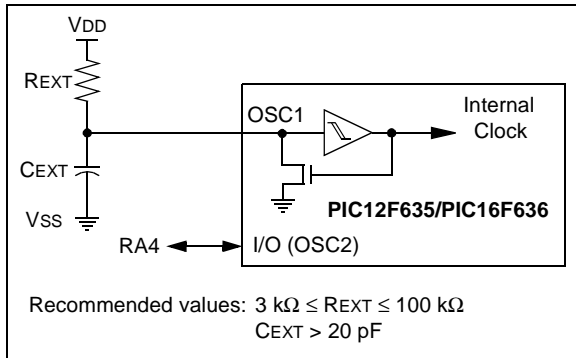 VDD
REXT
OSC1
Internal
Clock
CEXT
PIC12F635/PIC16F636
VSS
RA4
I/O (OSC2)
Recommended values: 3 kΩ ≤ REXT ≤ 100 kΩ
CEXT > 20 pF